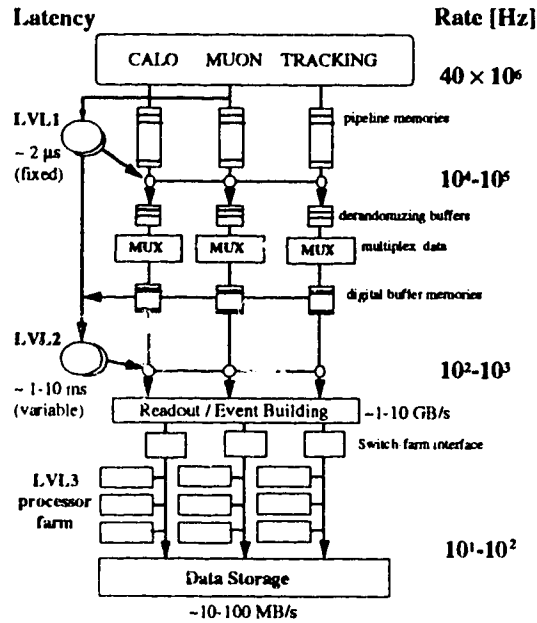 Latency Rate [Hz]
CALO MUON TRACKING
40 × 10⁶
LVL1
pipeline memories
~ 2 μs
(fixed)
10⁴-10⁵
derandomizing buffers
MUX MUX MUX multiplex data
digital buffer memories
LVL2
10²-10³
~ 1-10 ms
(variable)
Readout / Event Building ~1-10 GB/s
Switch-farm interface
LVL3
processor
farm
10¹-10²
Data Storage
~10-100 MB/s